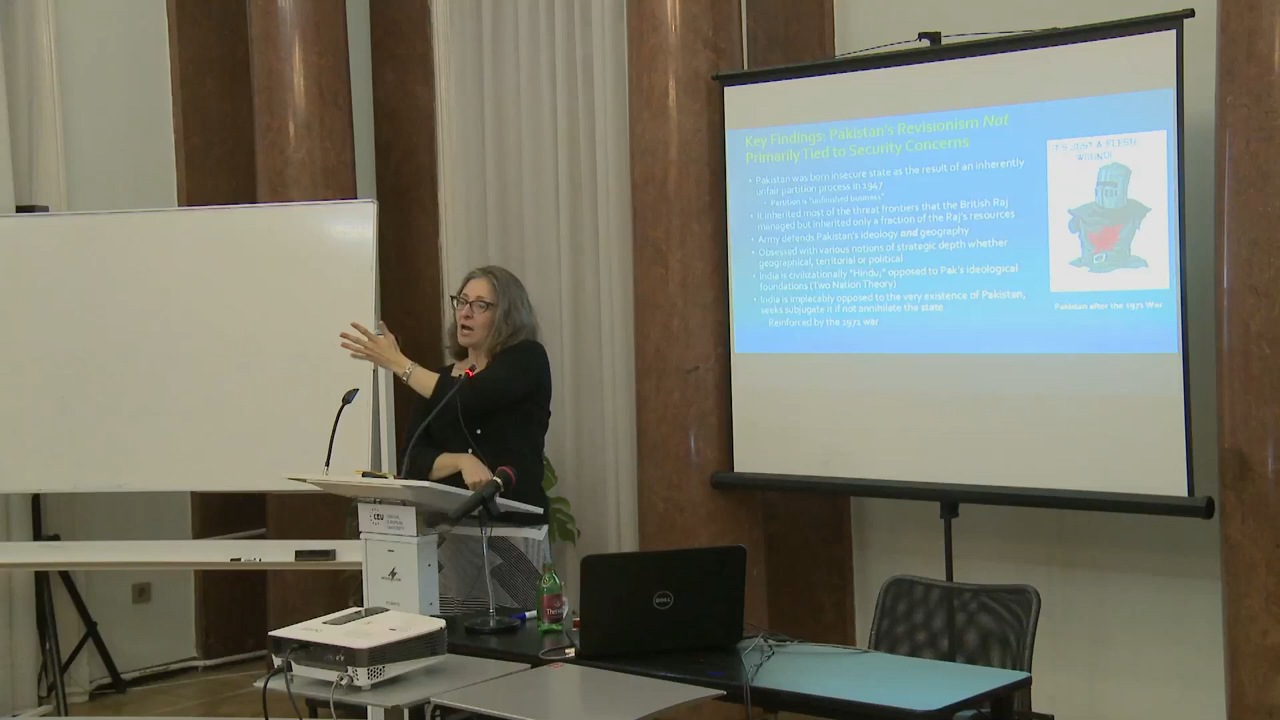 Key Findings: Pakistan's Revisionism Not
Primarily Tied to Security Concerns
• Pakistan was born insecure state as the result of an inherently
unfair partition process in 1947
• Partition is "unfinished business"
• It inherited most of the threat frontiers that the British Raj
managed but inherited only a fraction of the Raj's resources
• Army defends Pakistan's ideology and geography
• Obsessed with various notions of strategic depth whether
geographical, territorial or political
• India is civilizationally "Hindu," opposed to Pak's ideological
foundations (Two Nation Theory)
• India is implacably opposed to the very existence of Pakistan,
seeks subjugate it if not annihilate the state
Reinforced by the 1971 war
IT'S JUST A FLESH
WOUND!
Pakistan after the 1971 War
CEU
DELL